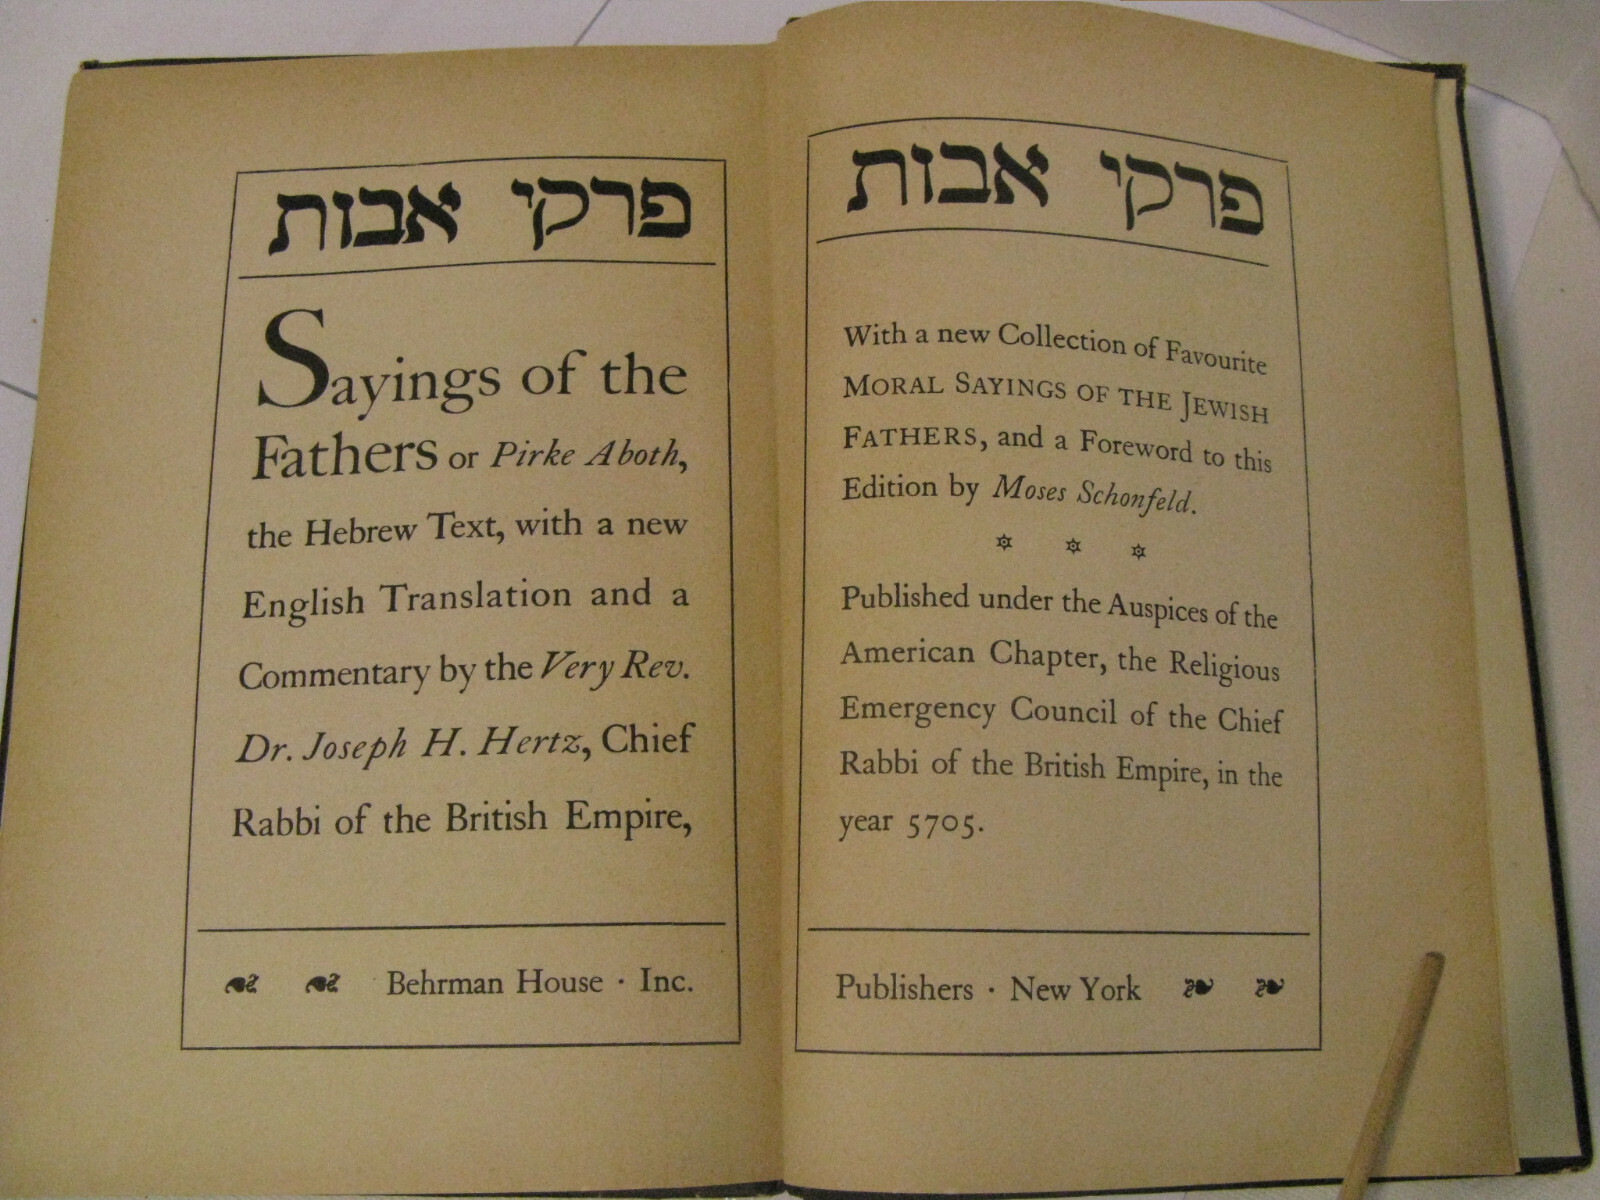 פרקי אבות
Sayings of the
Fathers or Pirke Aboth,
the Hebrew Text, with a new
English Translation and a
Commentary by the Very Rev.
Dr. Joseph H. Hertz, Chief
Rabbi of the British Empire,
Behrman House · Inc.
פרקי אבות
With a new Collection of Favourite
MORAL SAYINGS OF THE JEWISH
FATHERS, and a Foreword to this
Edition by Moses Schonfeld.
Published under the Auspices of the
American Chapter, the Religious
Emergency Council of the Chief
Rabbi of the British Empire, in the
year 5705.
Publishers · New York